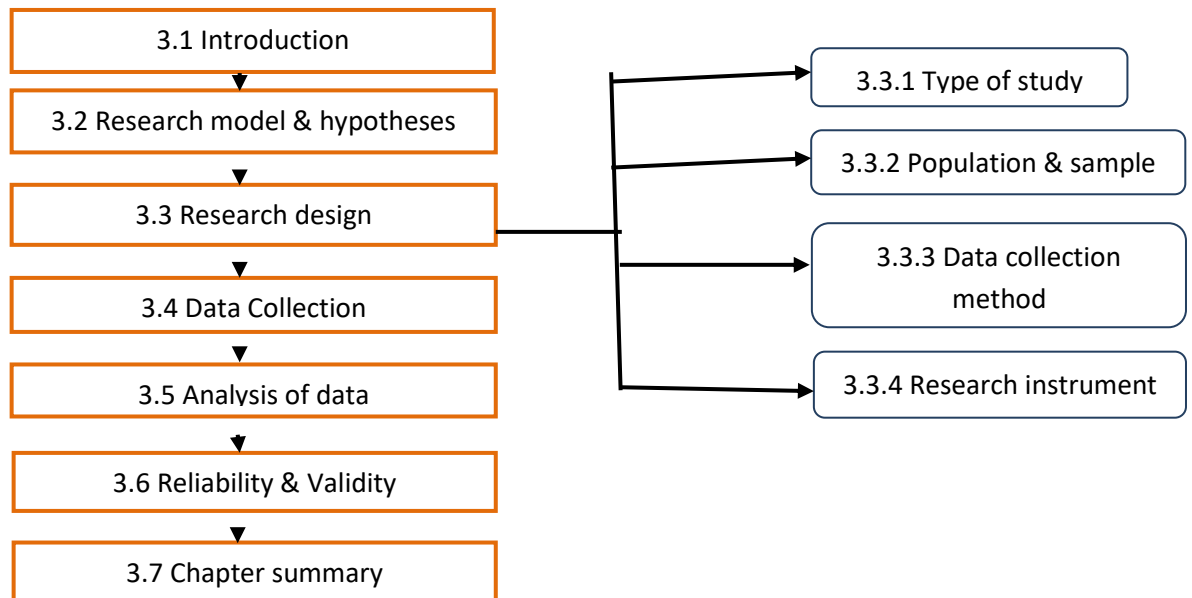 3.1 Introduction
3.2 Research model & hypotheses
3.3 Research design
3.4 Data Collection
3.5 Analysis of data
3.6 Reliability & Validity
3.7 Chapter summary
3.3.1 Type of study
3.3.2 Population & sample
3.3.3 Data collection
method
3.3.4 Research instrument